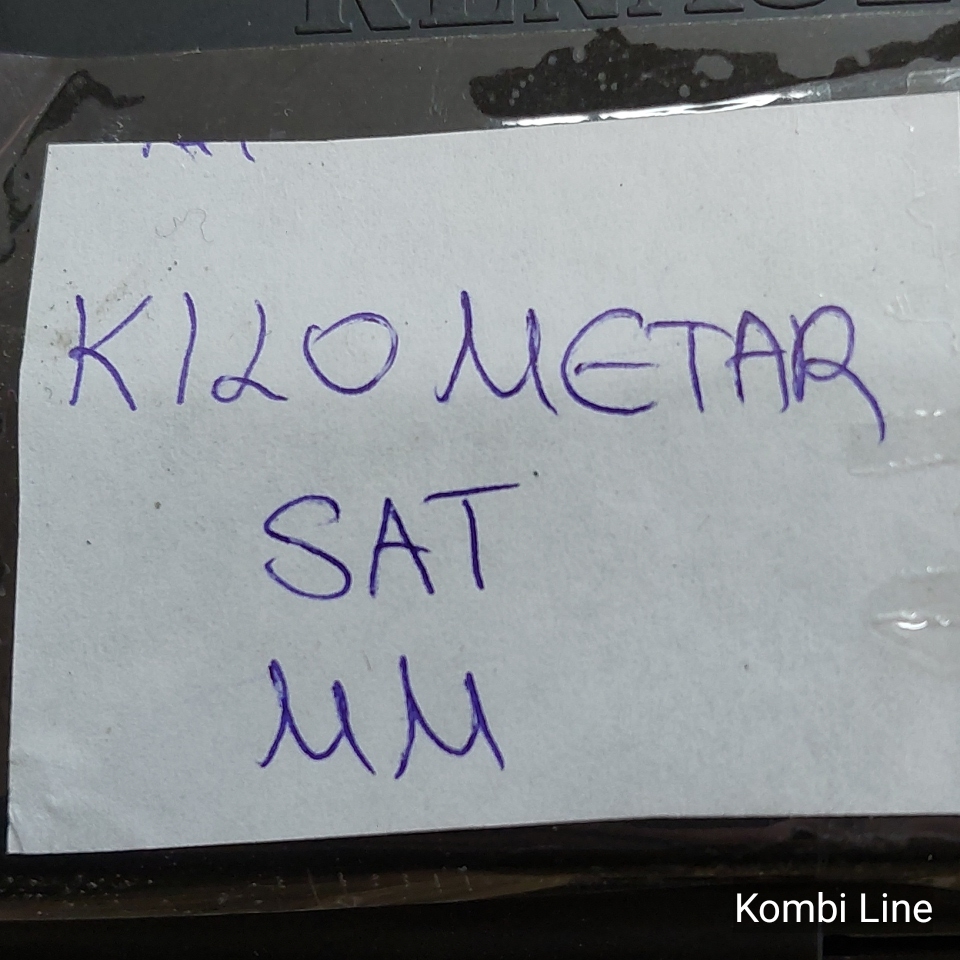 KILOMETAR
SAT
MM
Kombi Line